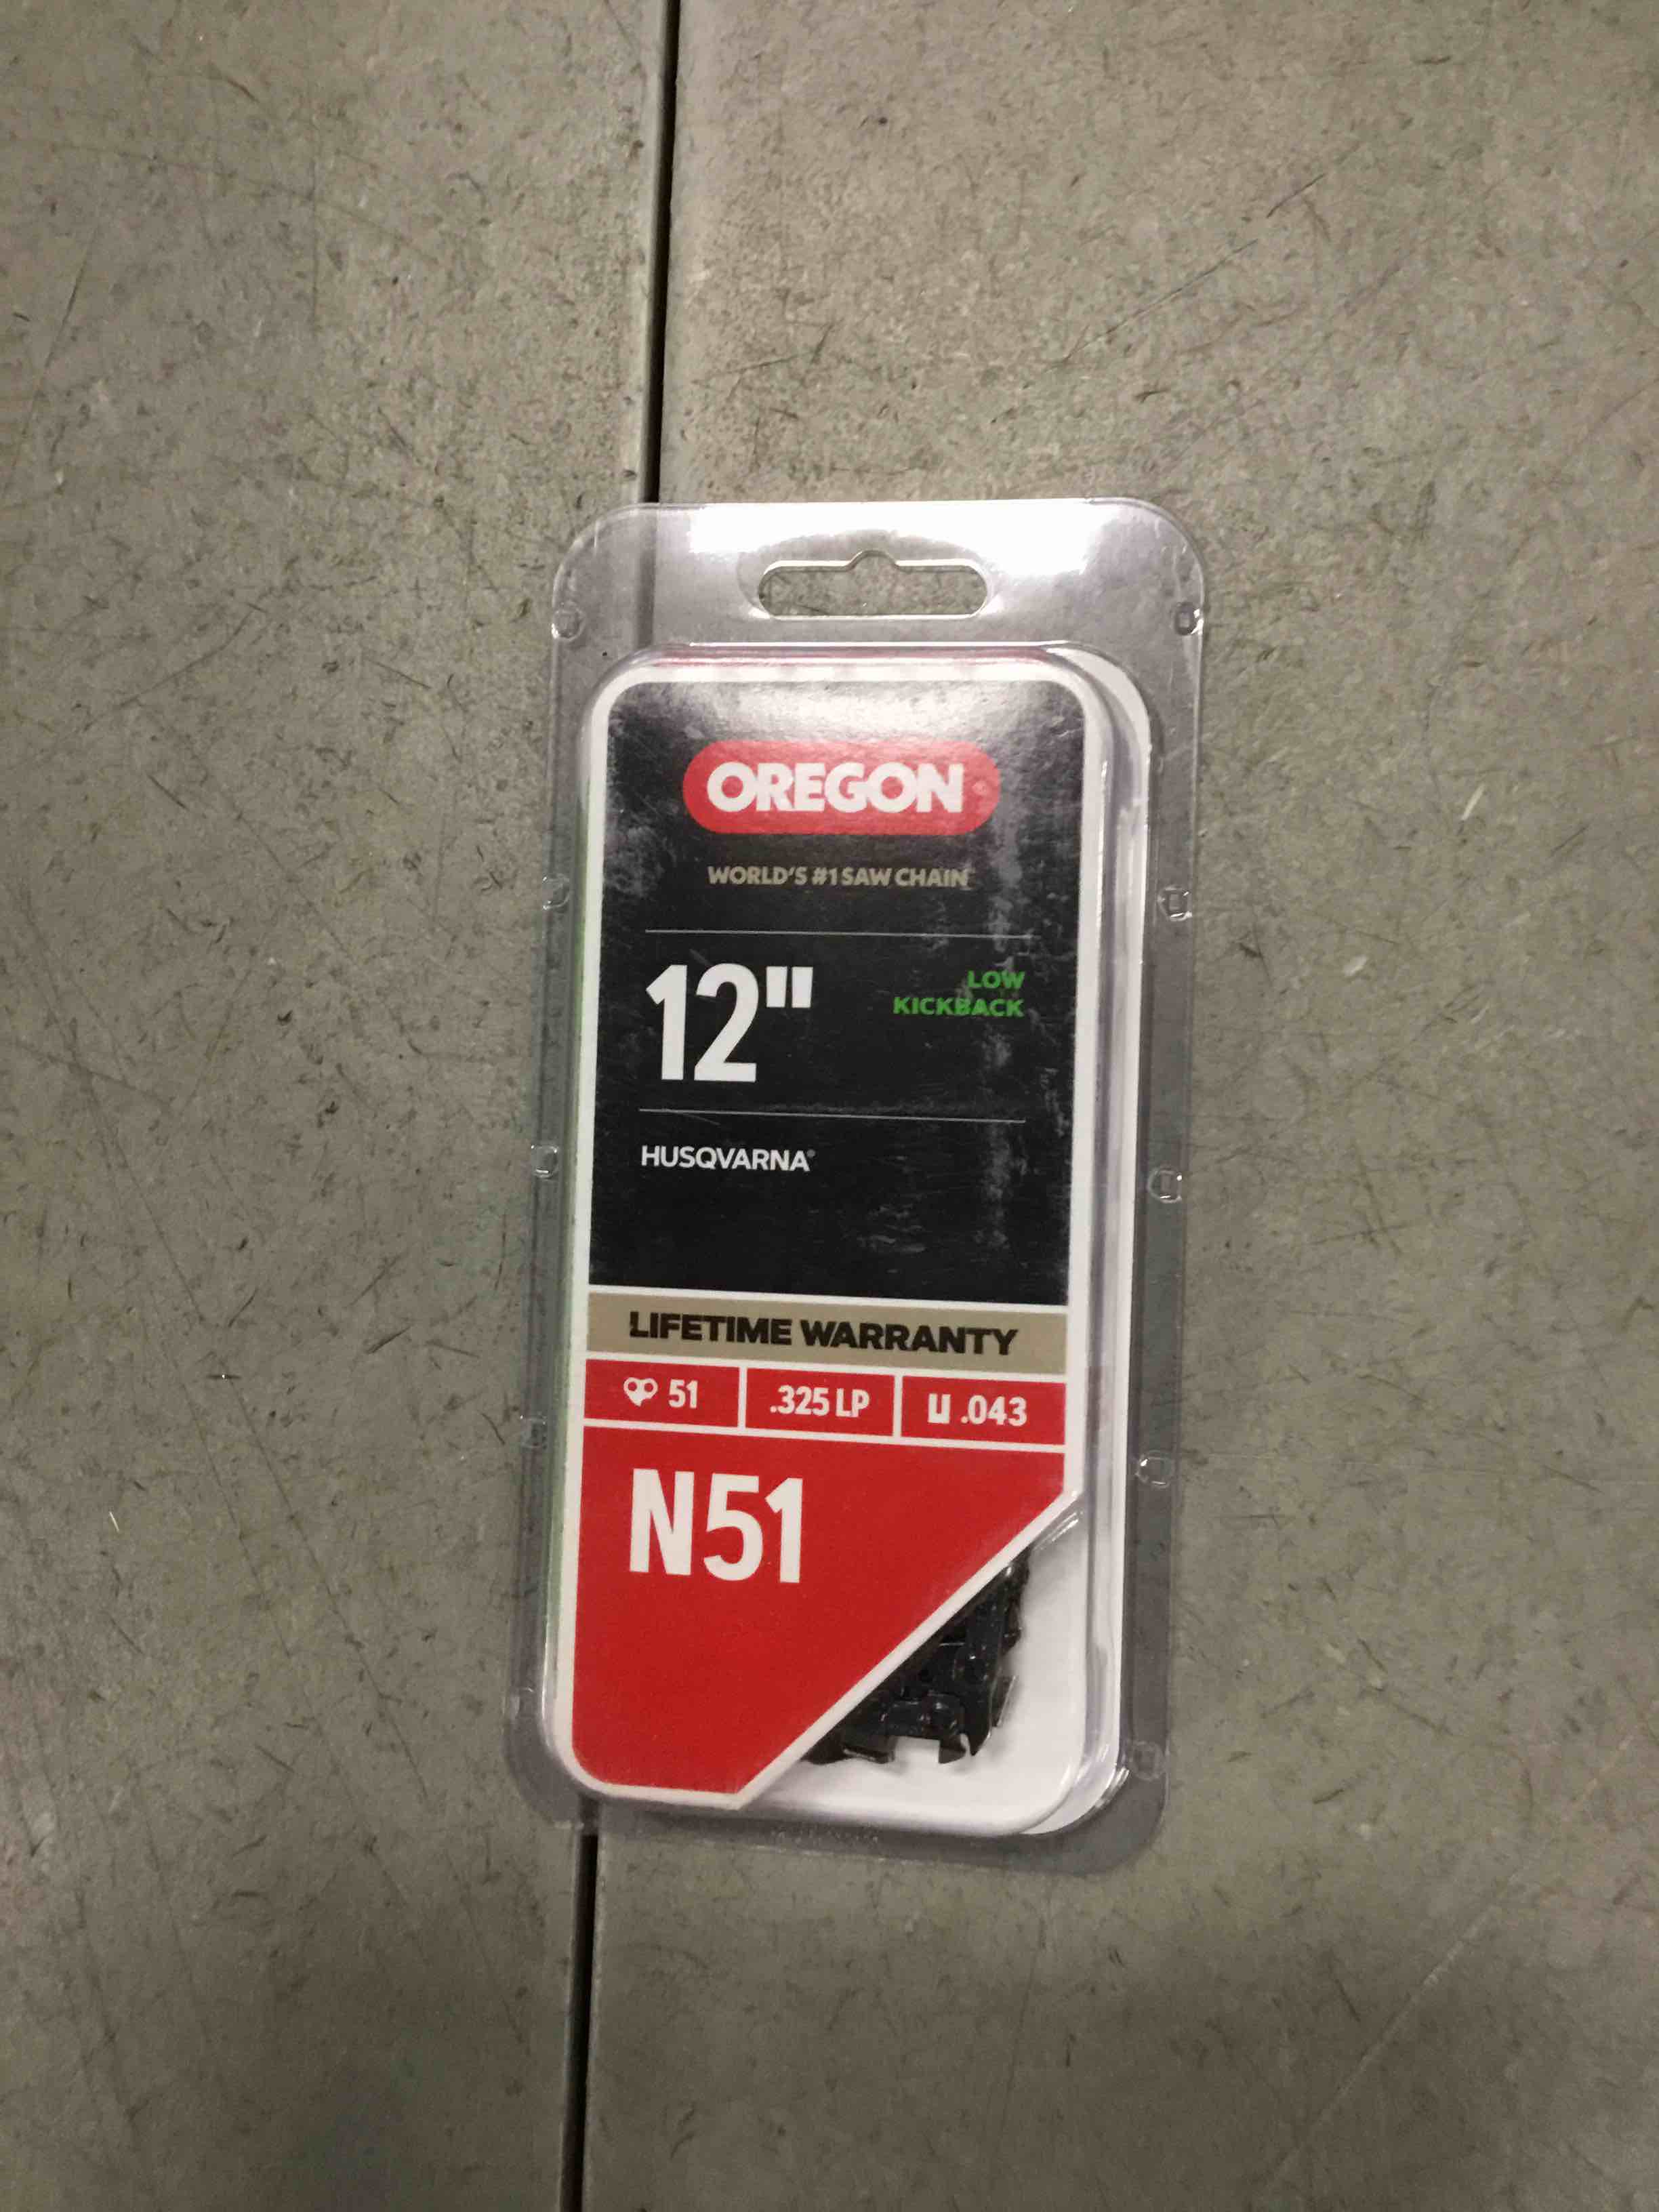 OREGON
WORLD'S #1 SAW CHAIN
12"
LOW
KICKBACK
HUSQVARNA®
LIFETIME WARRANTY
51
.325 LP
.043
N51